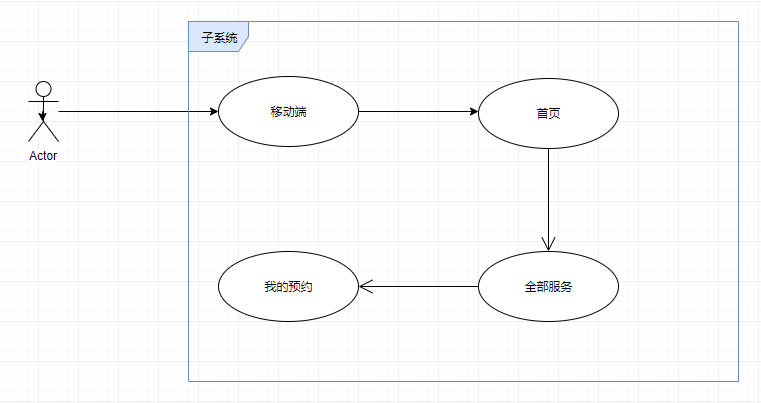 子系统
移动端
首页
Actor
我的预约
全部服务